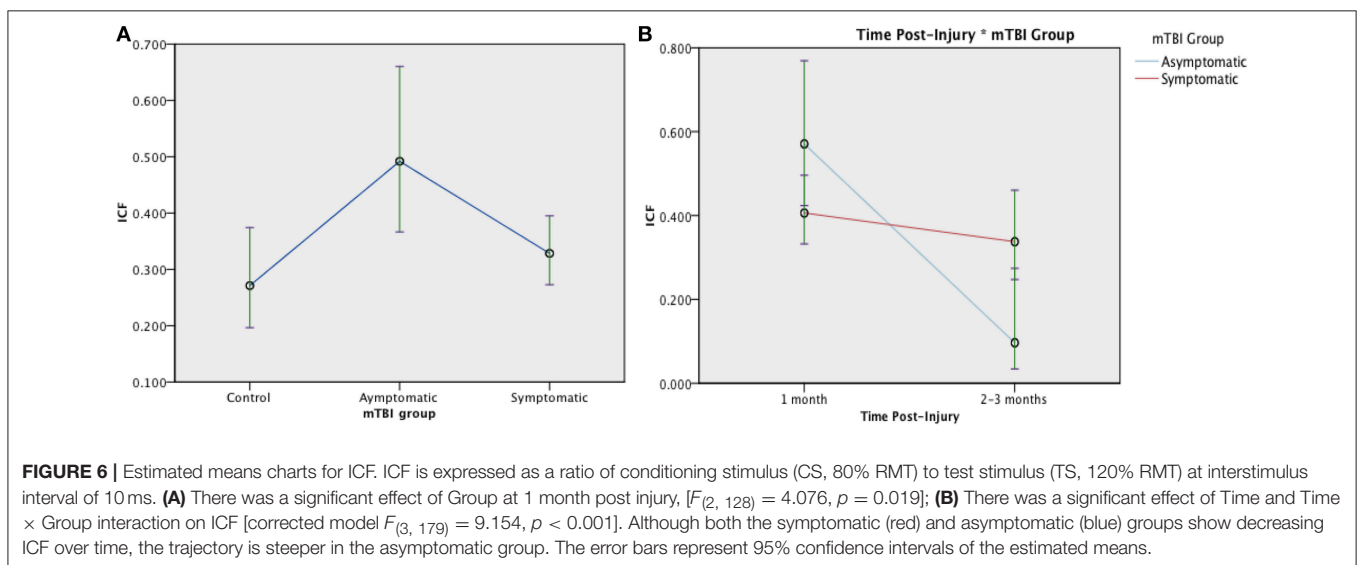 A
0.700
0.600
0.500
0.400
0.300
0.200
0.100
ICF
Control
Aymptomatic
Symptomatic
mTBI group
B
Time Post-Injury * mTBI Group
0.800
0.600
0.400
0.200
0.000
ICF
1 month
2-3 months
Time Post-Injury
mTBI Group
Asymptomatic
Symptomatic
FIGURE 6 | Estimated means charts for ICF. ICF is expressed as a ratio of conditioning stimulus (CS, 80% RMT) to test stimulus (TS, 120% RMT) at interstimulus
interval of 10 ms. (A) There was a significant effect of Group at 1 month post injury, [F(2, 128) = 4.076, p = 0.019]; (B) There was a significant effect of Time and Time
× Group interaction on ICF [corrected model F(3, 179) = 9.154, p < 0.001]. Although both the symptomatic (red) and asymptomatic (blue) groups show decreasing
ICF over time, the trajectory is steeper in the asymptomatic group. The error bars represent 95% confidence intervals of the estimated means.